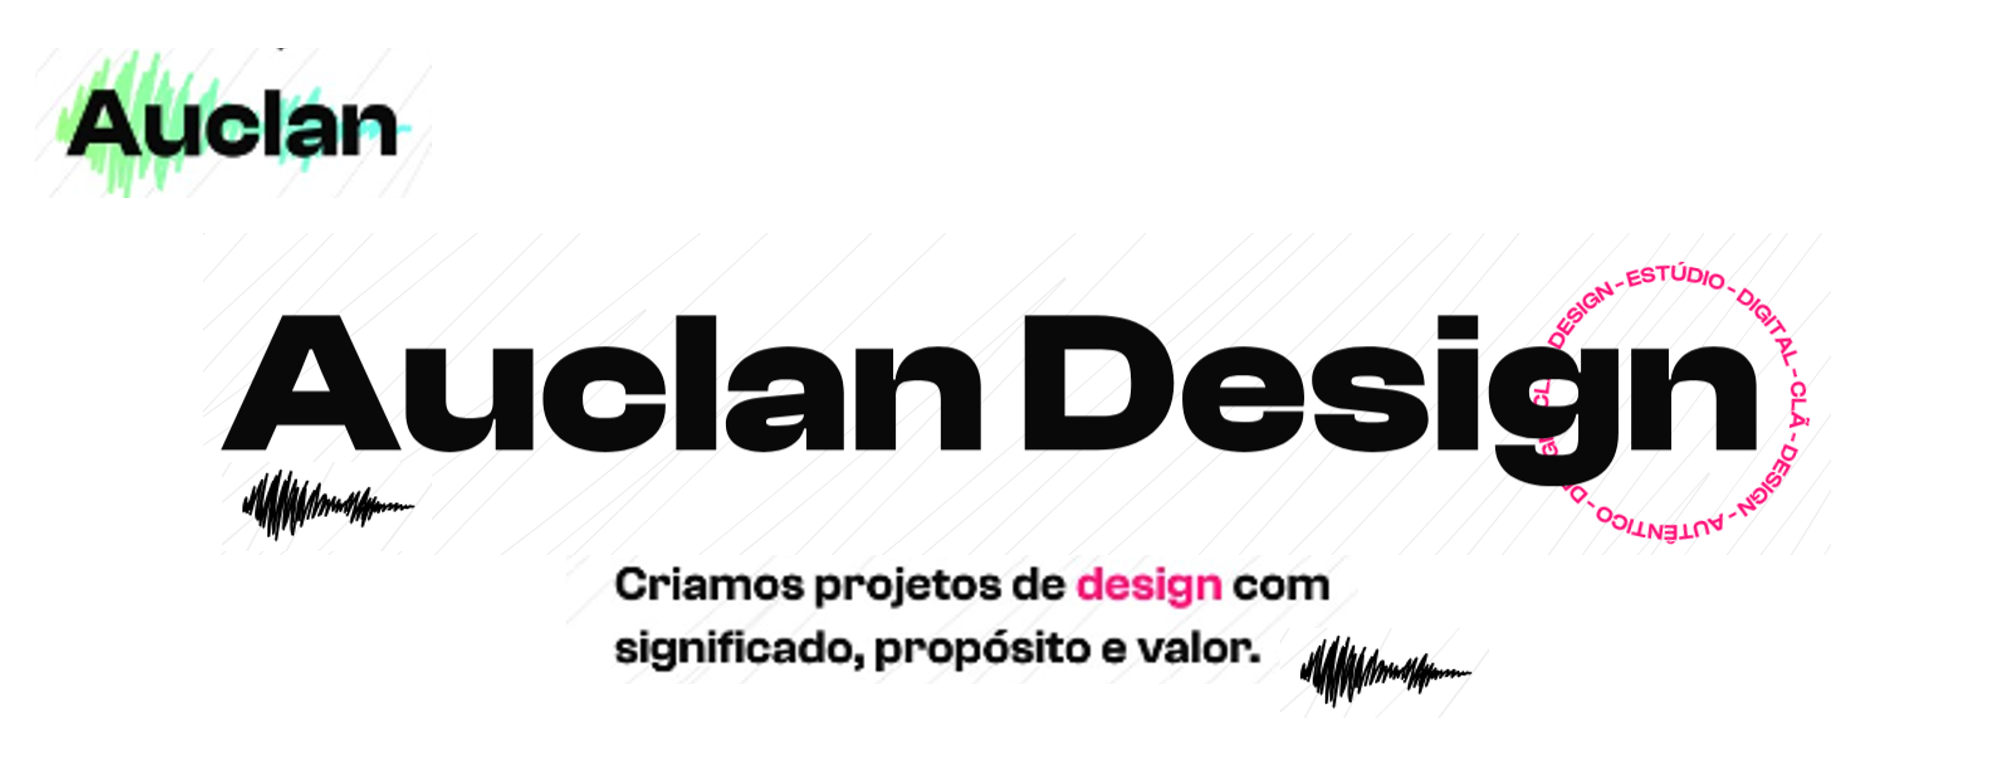 Auclan
Auclan Design
DESIGN - ESTÚDIO - DIGITAL - CLÃ - DESIGN - AUTÊNTICO -
Criamos projetos de design com
significado, propósito e valor.